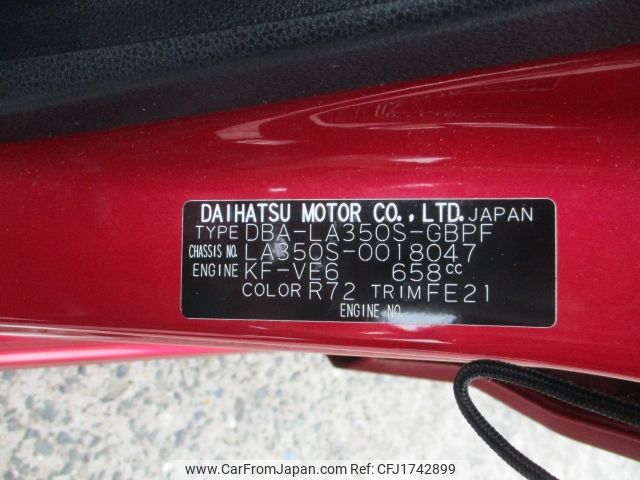 DAIHATSU MOTOR CO., LTD. JAPAN
TYPE DBA-LA350S-GBPF
CHASSIS NO. LA350S-0018047
ENGINE KF-VE6 658cc
COLOR R72 TRIM FE21
ENGINE NO.
www.CarFromJapan.com © CarFromJapan REF: CFJ1742899